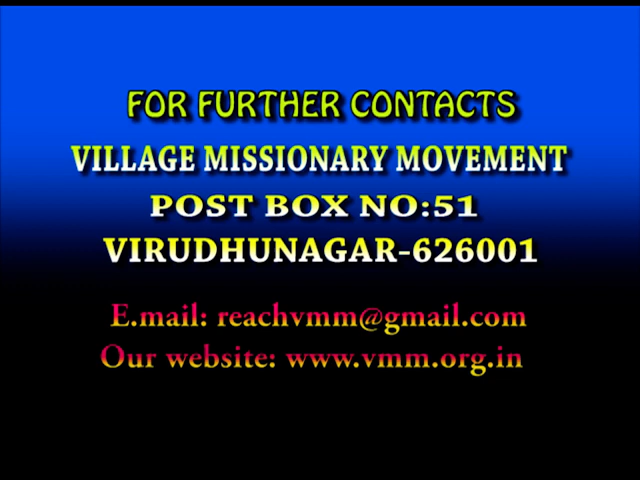 FOR FURTHER CONTACTS
VILLAGE MISSIONARY MOVEMENT
POST BOX NO:51
VIRUDHUNAGAR-626001
E.mail: reachvmm@gmail.com
Our website: www.vmm.org.in